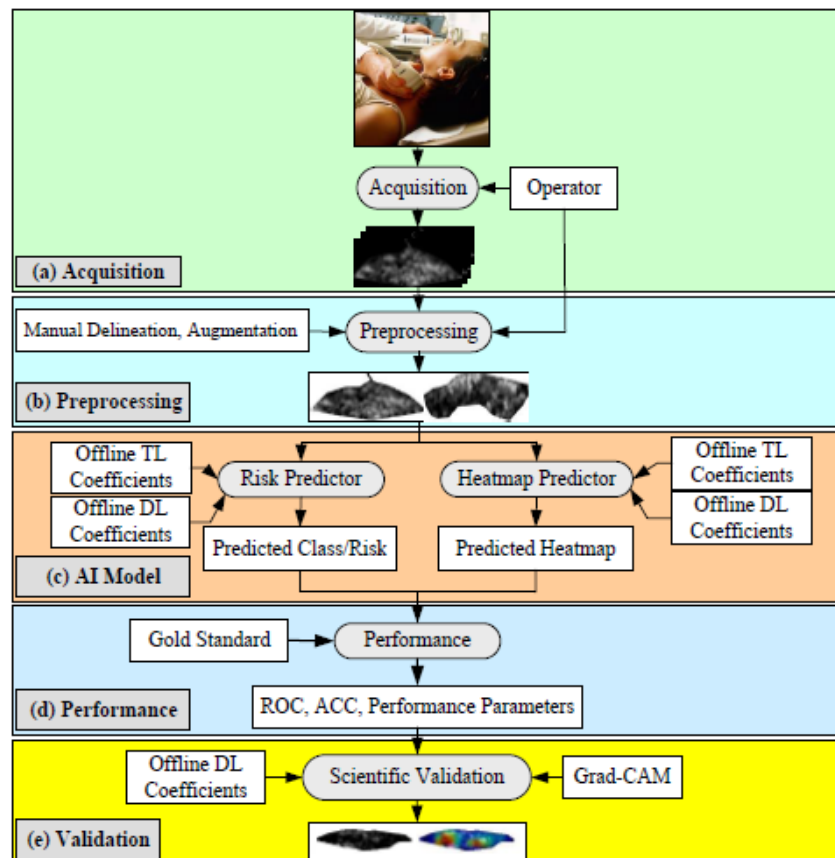 Acquisition
Operator
(a) Acquisition
Manual Delineation, Augmentation
Preprocessing
(b) Preprocessing
Offline TL
Coefficients
Offline DL
Coefficients
Risk Predictor
Heatmap Predictor
Offline TL
Coefficients
Offline DL
Coefficients
Predicted Class/Risk
Predicted Heatmap
(c) AI Model
Gold Standard
Performance
(d) Performance
ROC, ACC, Performance Parameters
Offline DL
Coefficients
Scientific Validation
Grad-CAM
(e) Validation